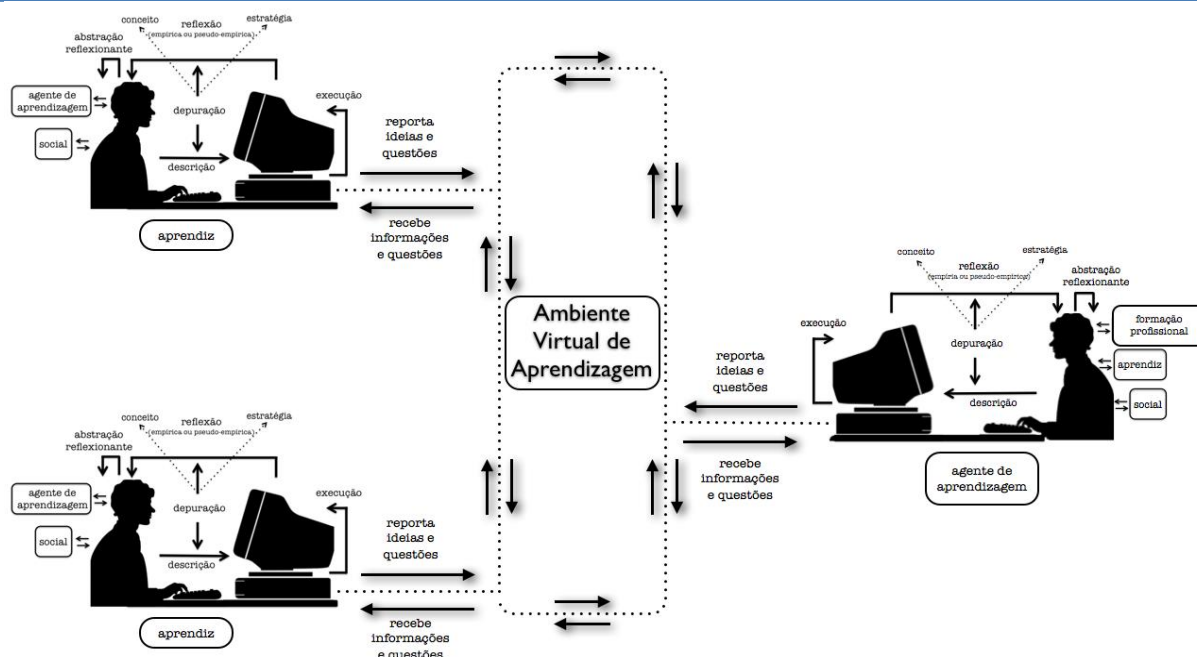 conceito
reflexão
(empírica ou pseudo-empírica)
estratégia
abstração
reflexionante
agente de
aprendizagem
social
depuração
descrição
execução
aprendiz
reporta
ideias e
questões
recebe
informações
e questões
Ambiente
Virtual de
Aprendizagem
conceito
reflexão
(empíria ou pseudo-empírica)
estratégia
abstração
reflexionante
execução
depuração
descrição
formação
profissional
aprendiz
social
reporta
ideias e
questões
recebe
informações
e questões
agente de
aprendizagem
conceito
reflexão
(empírica ou pseudo-empírica)
estratégia
abstração
reflexionante
agente de
aprendizagem
social
depuração
descrição
execução
aprendiz
reporta
ideias e
questões
recebe
informações
e questões